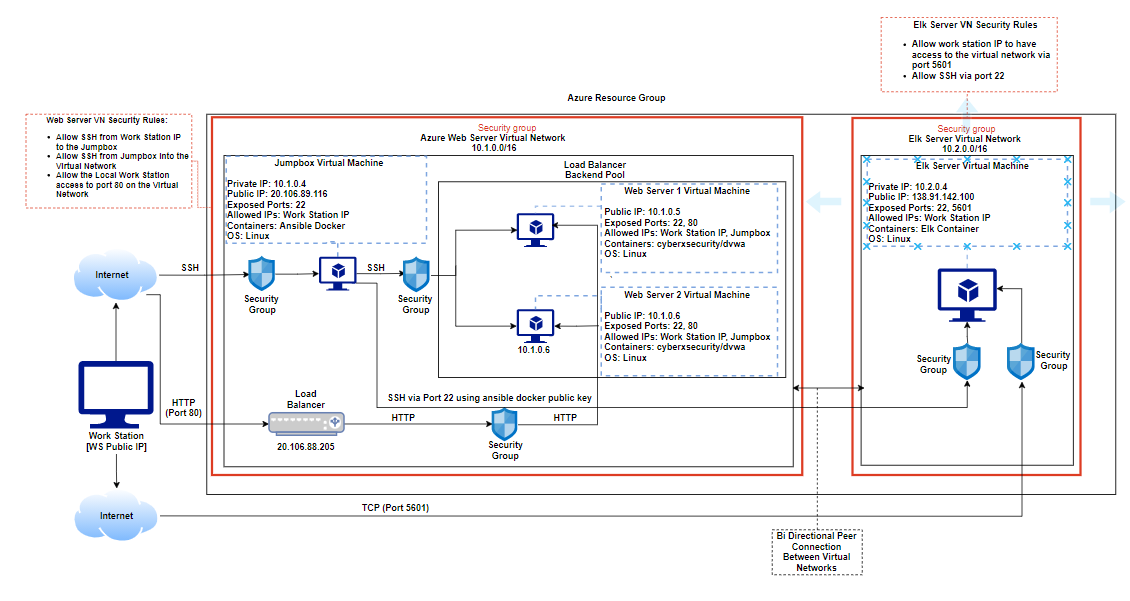 Elk Server VN Security Rules
Allow work station IP to have
access to the virtual network via
port 5601
Allow SSH via port 22
Azure Resource Group
Web Server VN Security Rules:
Allow SSH from Work Station IP
to the Jumpbox
Allow SSH from Jumpbox Into the
Virtual Network
Allow the Local Work Station
access to port 80 on the Virtual
Network
Security group
Azure Web Server Virtual Network
10.1.0.0/16
Jumpbox Virtual Machine
Private IP: 10.1.0.4
Public IP: 20.106.89.116
Exposed Ports: 22
Allowed IPs: Work Station IP
Containers: Ansible Docker
OS: Linux
Load Balancer
Backend Pool
Web Server 1 Virtual Machine
Public IP: 10.1.0.5
Exposed Ports: 22, 80
Allowed IPs: Work Station IP, Jumpbox
Containers: cyberxsecurity/dvwa
OS: Linux
Web Server 2 Virtual Machine
Public IP: 10.1.0.6
Exposed Ports: 22, 80
Allowed IPs: Work Station IP, Jumpbox
Containers: cyberxsecurity/dvwa
OS: Linux
10.1.0.6
Security group
Elk Server Virtual Network
10.2.0.0/16
Elk Server Virtual Machine
Private IP: 10.2.0.4
Public IP: 138.91.142.100
Exposed Ports: 22, 5601
Allowed IPs: Work Station IP
Containers: Elk Container
OS: Linux
Internet
SSH
Security
Group
SSH
Security
Group
Security
Group
Security
Group
HTTP
(Port 80)
Work Station
[WS Public IP]
Load
Balancer
20.106.88.205
SSH via Port 22 using ansible docker public key
HTTP
HTTP
Security
Group
Internet
TCP (Port 5601)
Bi Directional Peer
Connection
Between Virtual
Networks